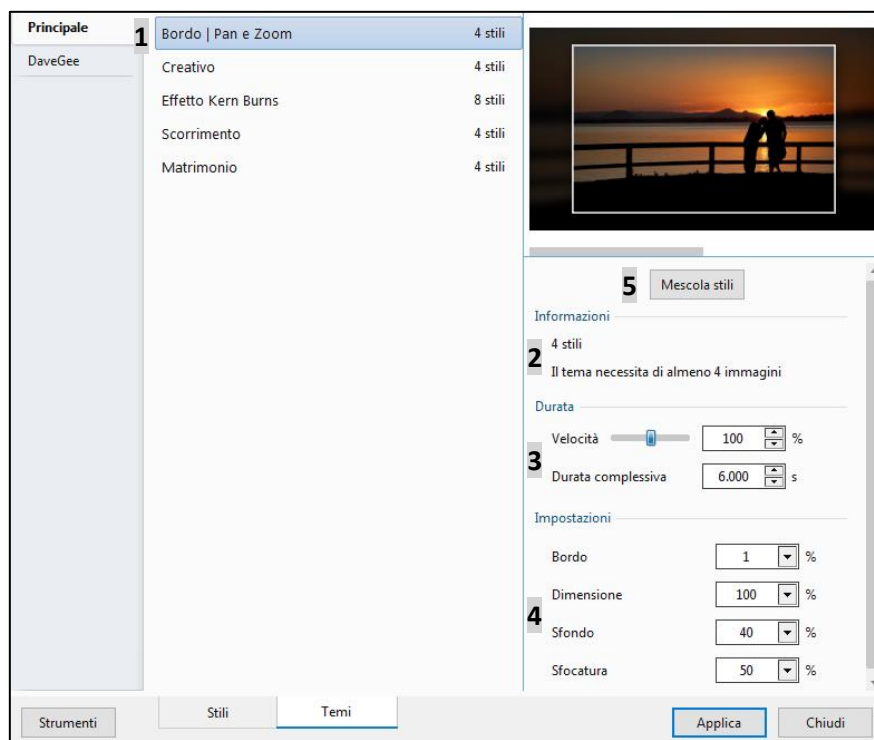 Principale
DaveGee
1 Bordo | Pan e Zoom 4 stili
Creativo 4 stili
Effetto Kern Burns 8 stili
Scorrimento 4 stili
Matrimonio 4 stili
5 Mescola stili
Informazioni
2 4 stili
Il tema necessita di almeno 4 immagini
Durata
3 Velocità 100 %
Durata complessiva 6.000 s
Impostazioni
4 Bordo 1 %
Dimensione 100 %
Sfondo 40 %
Sfocatura 50 %
Strumenti Stili Temi Applica Chiudi